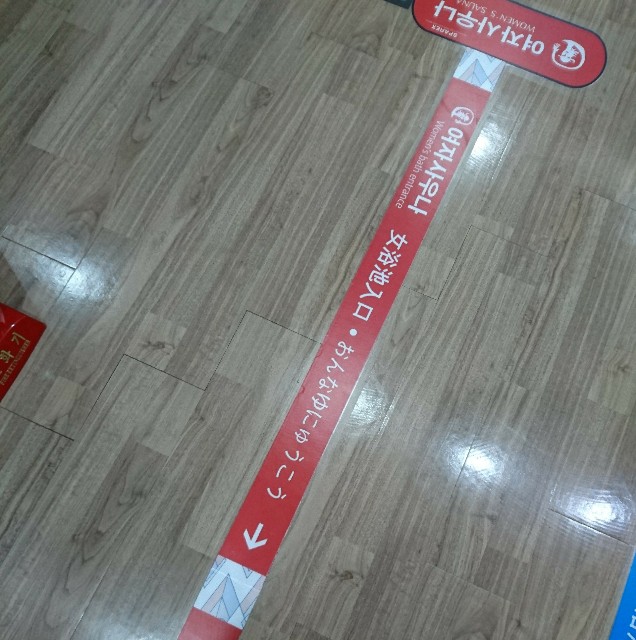 여자사우나
WOMEN'S SAUNA
SPAREX
여자사우나
Women's bath entrance
女浴池入口 • おんなゆにゅうこう